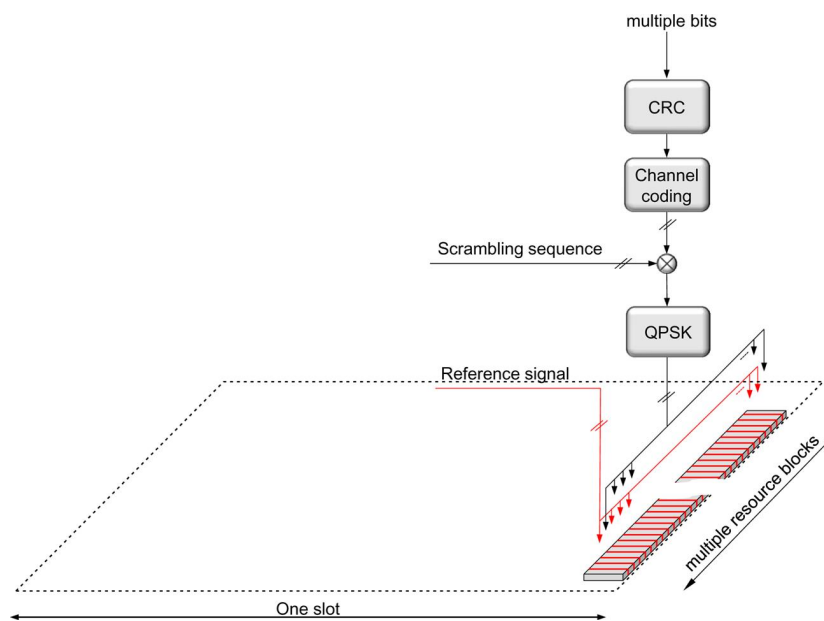 multiple bits
CRC
Channel
coding
Scrambling sequence
QPSK
Reference signal
multiple resource blocks
One slot